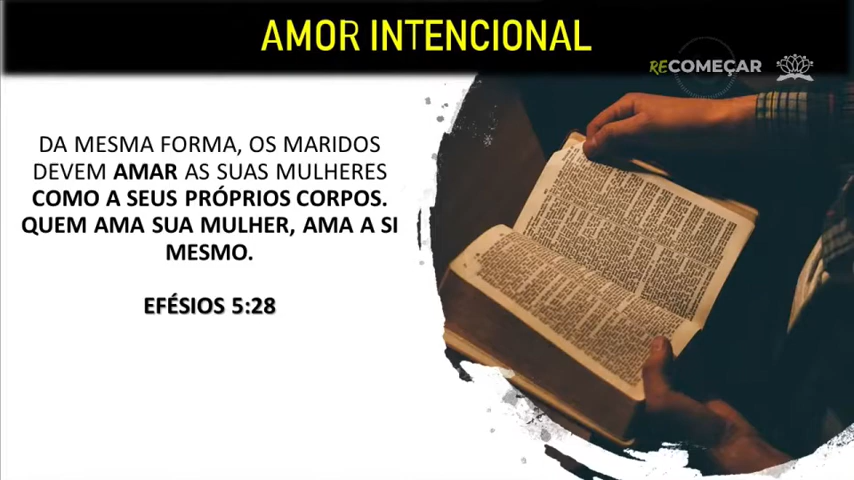 AMOR INTENCIONAL
RECOMEÇAR
DA MESMA FORMA, OS MARIDOS
DEVEM AMAR AS SUAS MULHERES
COMO A SEUS PRÓPRIOS CORPOS.
QUEM AMA SUA MULHER, AMA A SI
MESMO.
EFÉSIOS 5:28